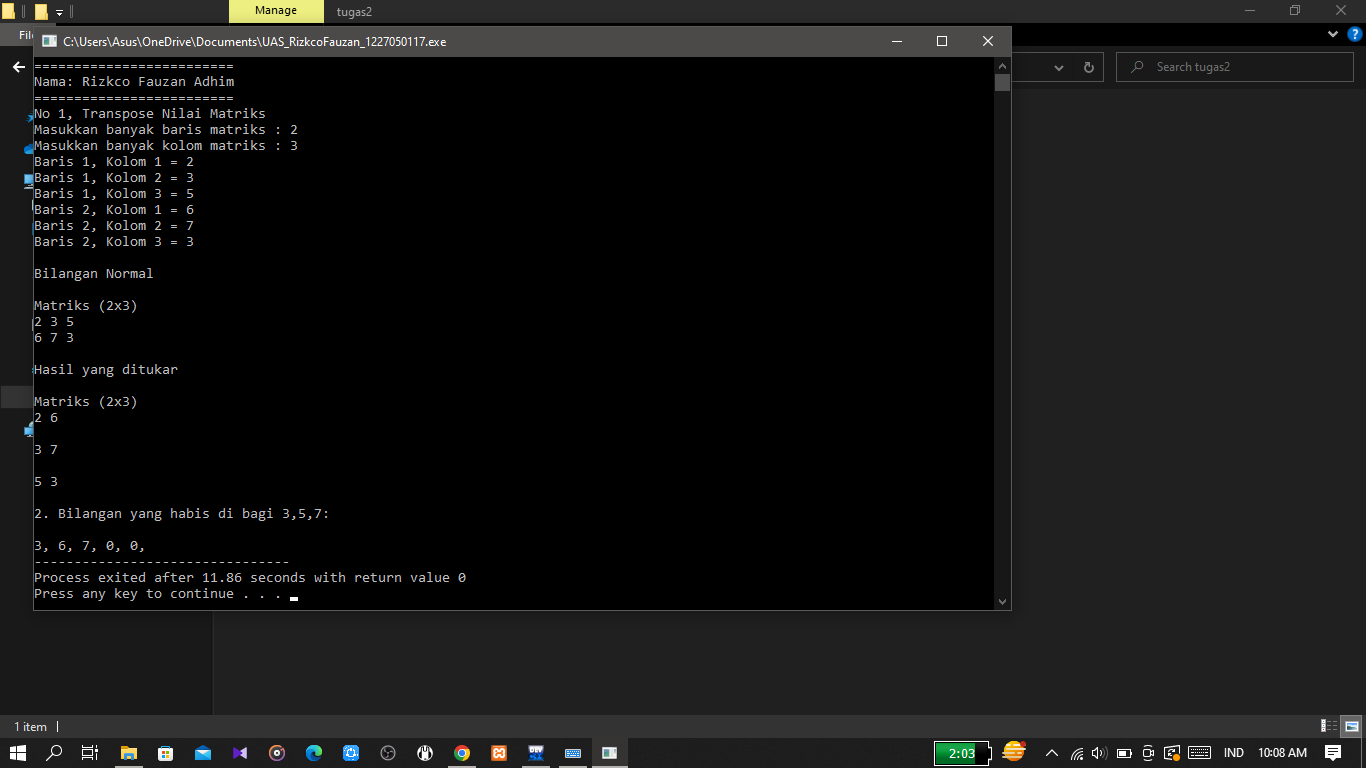 Manage
tugas2
Fil
C:\Users\Asus\OneDrive\Documents\UAS_RizkcoFauzan_1227050117.exe
Search tugas2
=========================
Nama: Rizkco Fauzan Adhim
=========================
No 1, Transpose Nilai Matriks
Masukkan banyak baris matriks : 2
Masukkan banyak kolom matriks : 3
Baris 1, Kolom 1 = 2
Baris 1, Kolom 2 = 3
Baris 1, Kolom 3 = 5
Baris 2, Kolom 1 = 6
Baris 2, Kolom 2 = 7
Baris 2, Kolom 3 = 3
Bilangan Normal
Matriks (2x3)
2 3 5
6 7 3
Hasil yang ditukar
Matriks (2x3)
2 6
3 7
5 3
2. Bilangan yang habis di bagi 3,5,7:
3, 6, 7, 0, 0,
--------------------------------
Process exited after 11.86 seconds with return value 0
Press any key to continue . . .
1 item
DEV
2:03
IND
10:08 AM